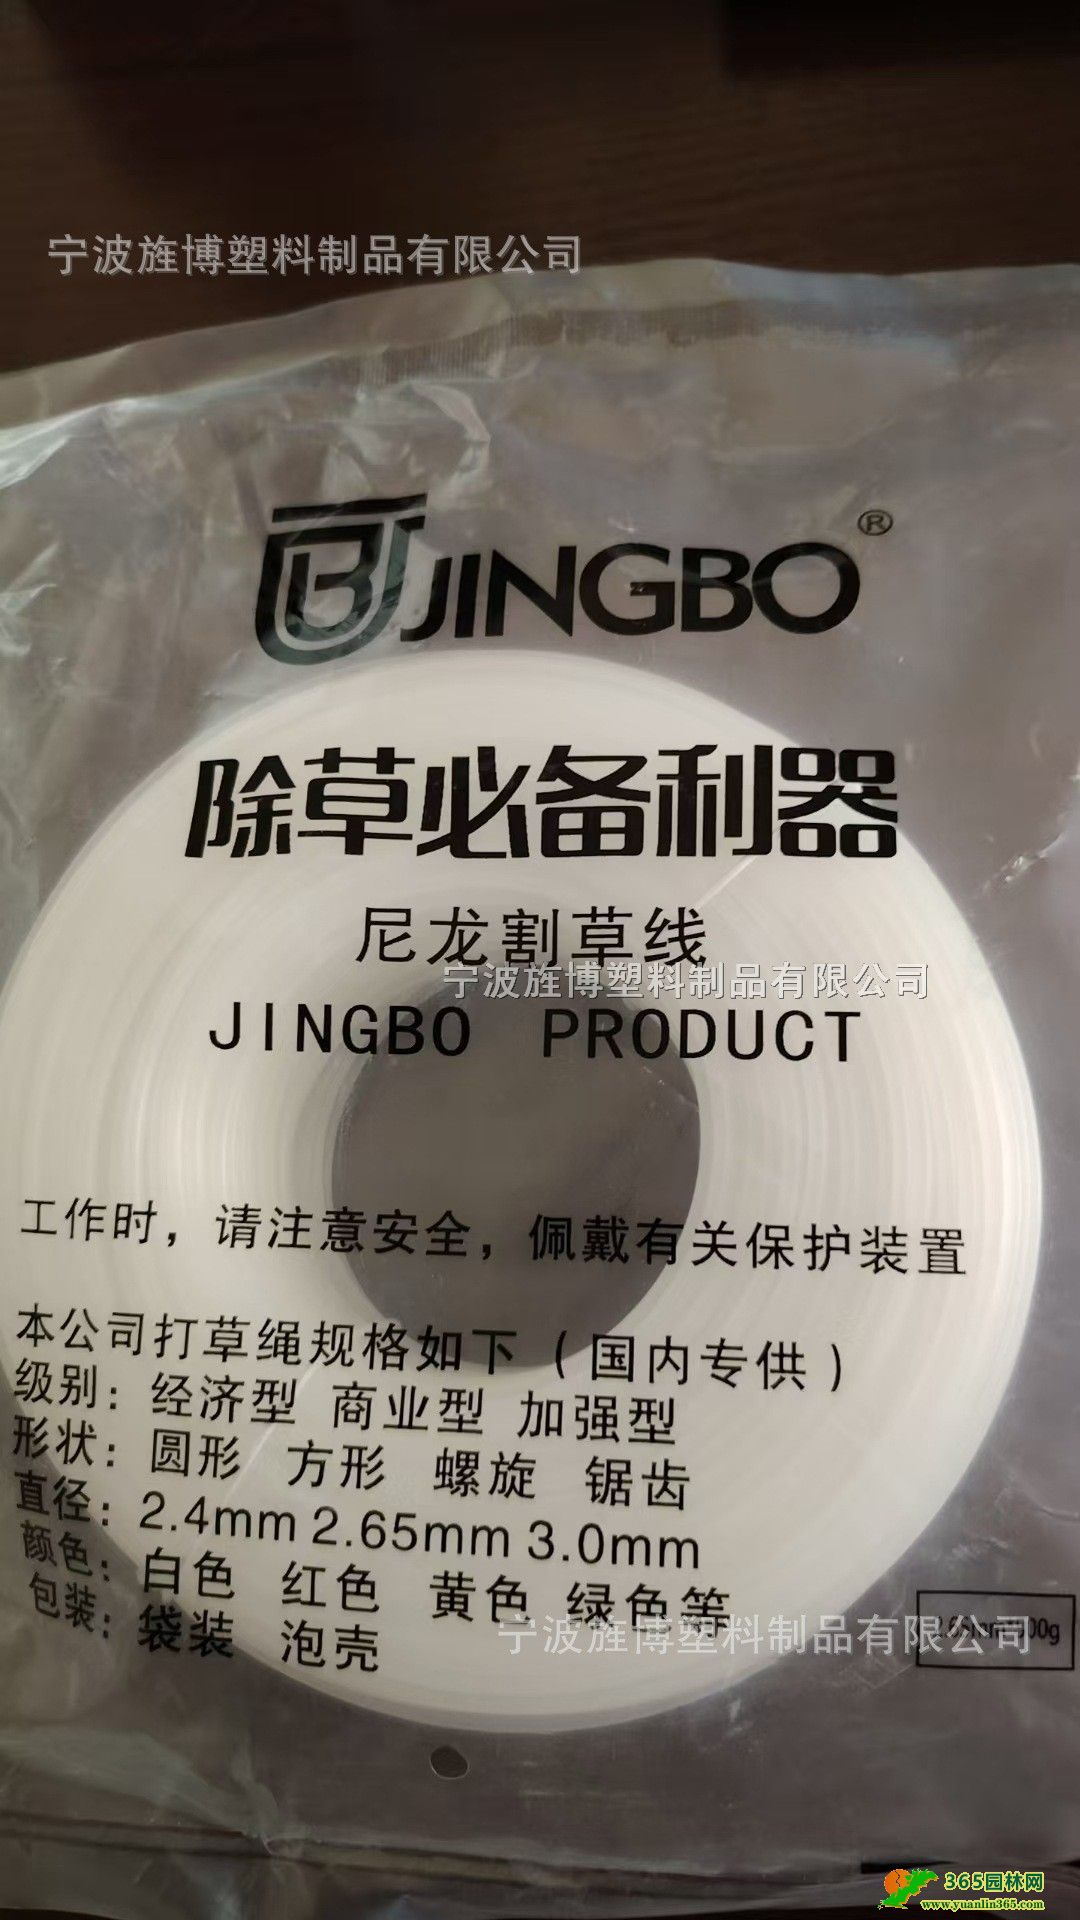 宁波旌博塑料制品有限公司
JINGBO®
除草必备利器
尼龙割草线
宁波旌博塑料制品有限公司
JINGBO PRODUCT
工作时，请注意安全，佩戴有关保护装置
本公司打草绳规格如下（国内专供）
级别：经济型 商业型 加强型
形状：圆形 方形 螺旋 锯齿
直径：2.4mm 2.65mm 3.0mm
颜色：白色 红色 黄色 绿色等
包装：袋装 泡壳
宁波旌博塑料制品有限公司
365园林网
www.yuanlin365.com